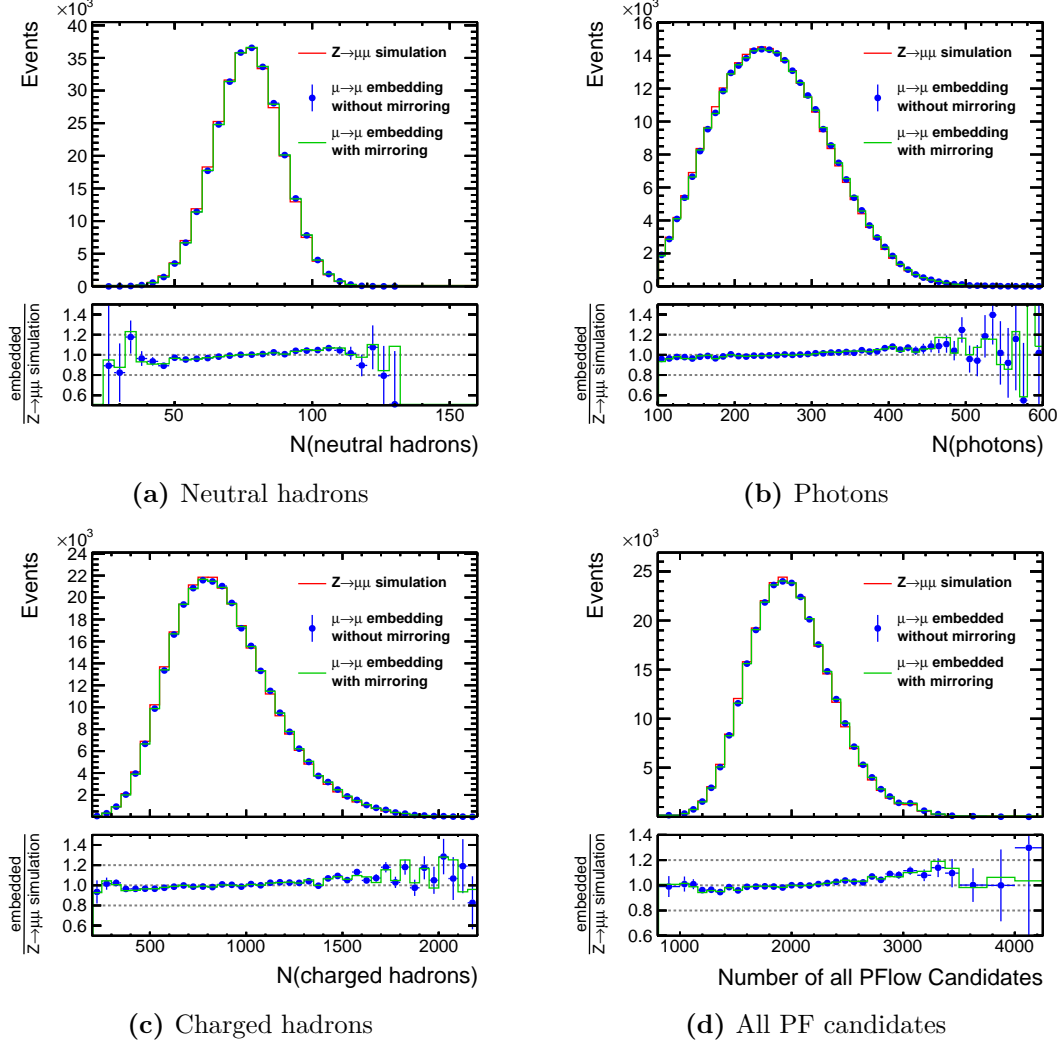 ×10³
Events
40
35
30
25
20
15
10
5
0
Z→μμ simulation
μ→μ embedding
without mirroring
μ→μ embedding
with mirroring
embedded
Z→μμ simulation
1.4
1.2
1.0
0.8
0.6
50 100 150
N(neutral hadrons)
(a) Neutral hadrons
×10³
Events
16
14
12
10
8
6
4
2
0
Z→μμ simulation
μ→μ embedding
without mirroring
μ→μ embedding
with mirroring
embedded
Z→μμ simulation
1.4
1.2
1.0
0.8
0.6
100 200 300 400 500 600
N(photons)
(b) Photons
×10³
Events
24
22
20
18
16
14
12
10
8
6
4
2
Z→μμ simulation
μ→μ embedding
without mirroring
μ→μ embedding
with mirroring
embedded
Z→μμ simulation
1.4
1.2
1.0
0.8
0.6
500 1000 1500 2000
N(charged hadrons)
(c) Charged hadrons
×10³
Events
25
20
15
10
5
0
Z→μμ simulation
μ→μ embedded
without mirroring
μ→μ embedded
with mirroring
embedded
Z→μμ simulation
1.4
1.2
1.0
0.8
0.6
1000 2000 3000 4000
Number of all PFlow Candidates
(d) All PF candidates